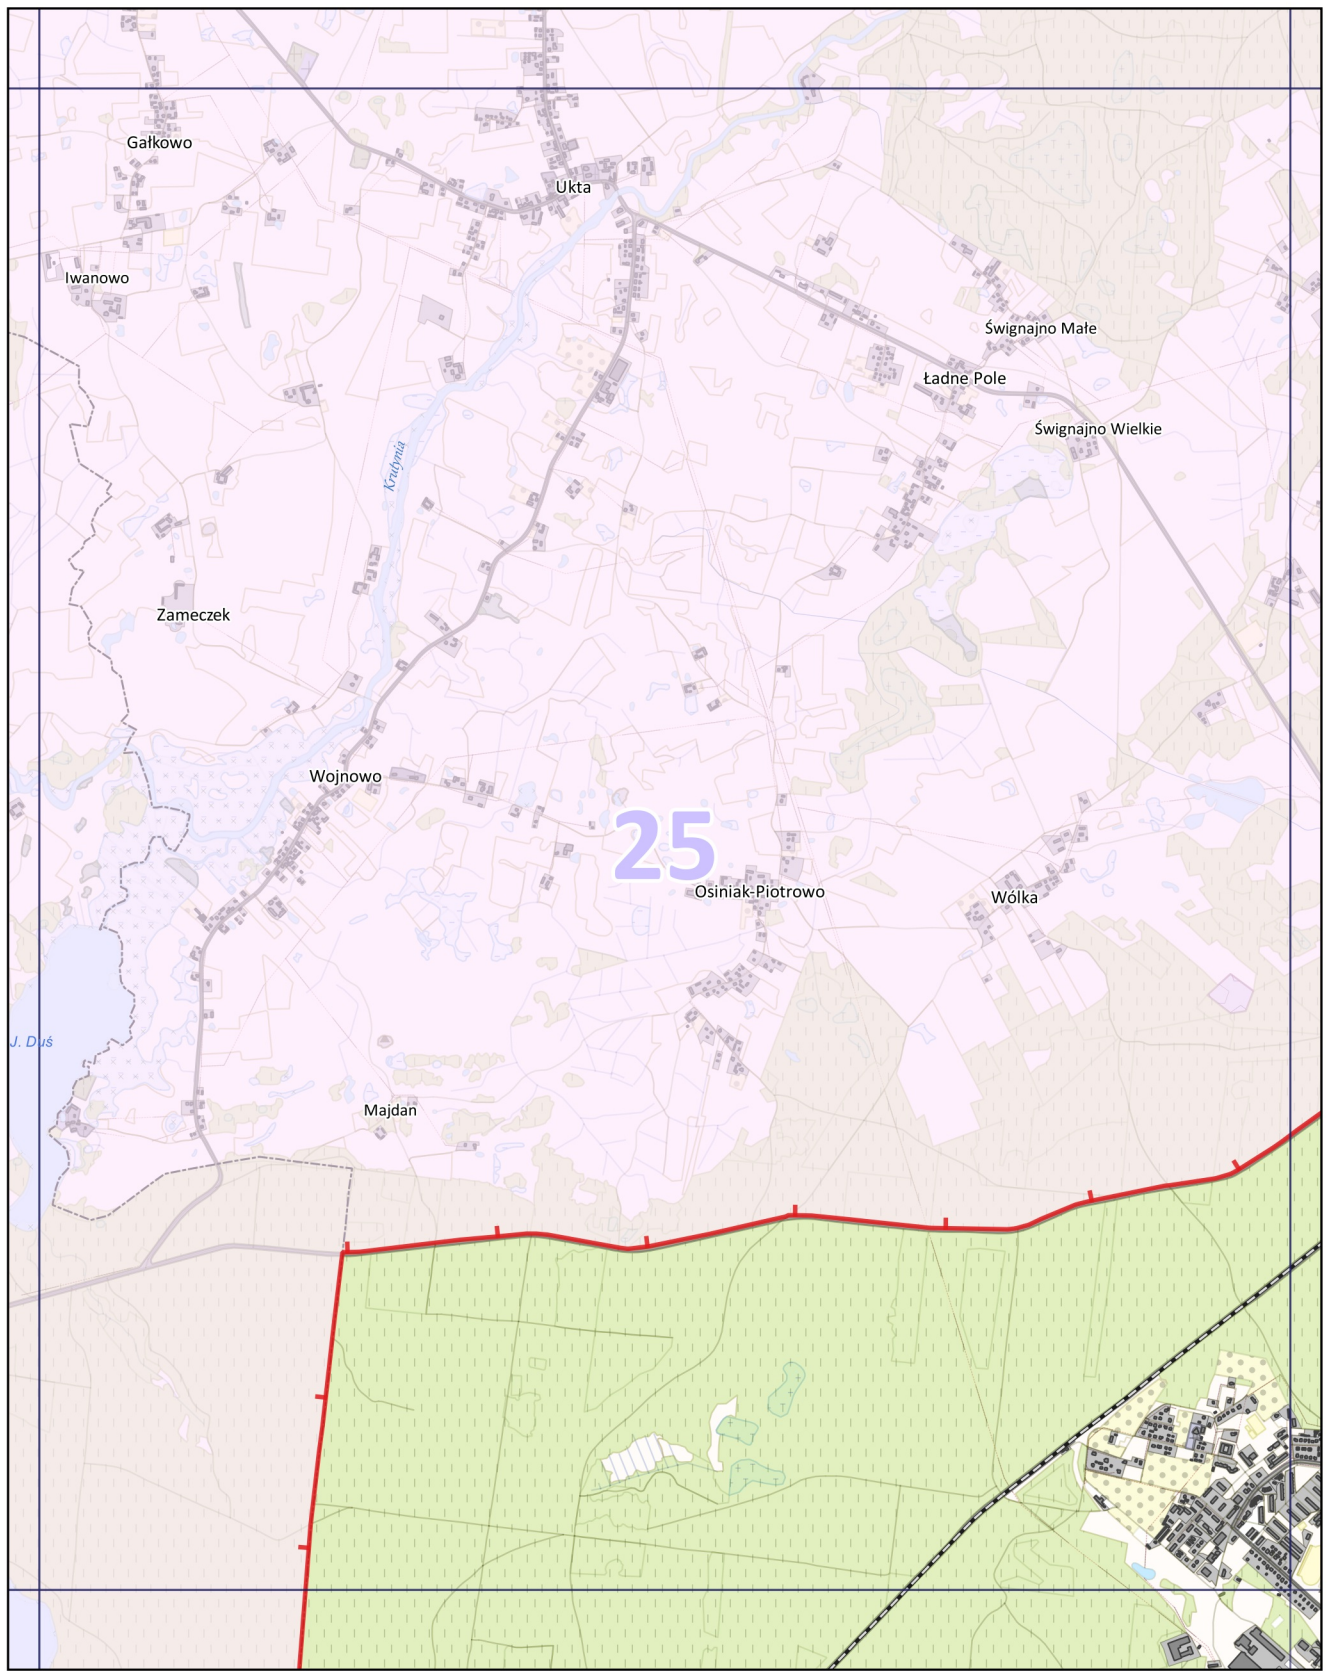 Gałkowo
Ukta
Iwanowo
Śwignajno Małe
Ładne Pole
Śwignajno Wielkie
Krutynia
Zameczek
Wojnowo
25
Osiniak-Piotrowo
Wólka
J. Duś
Majdan